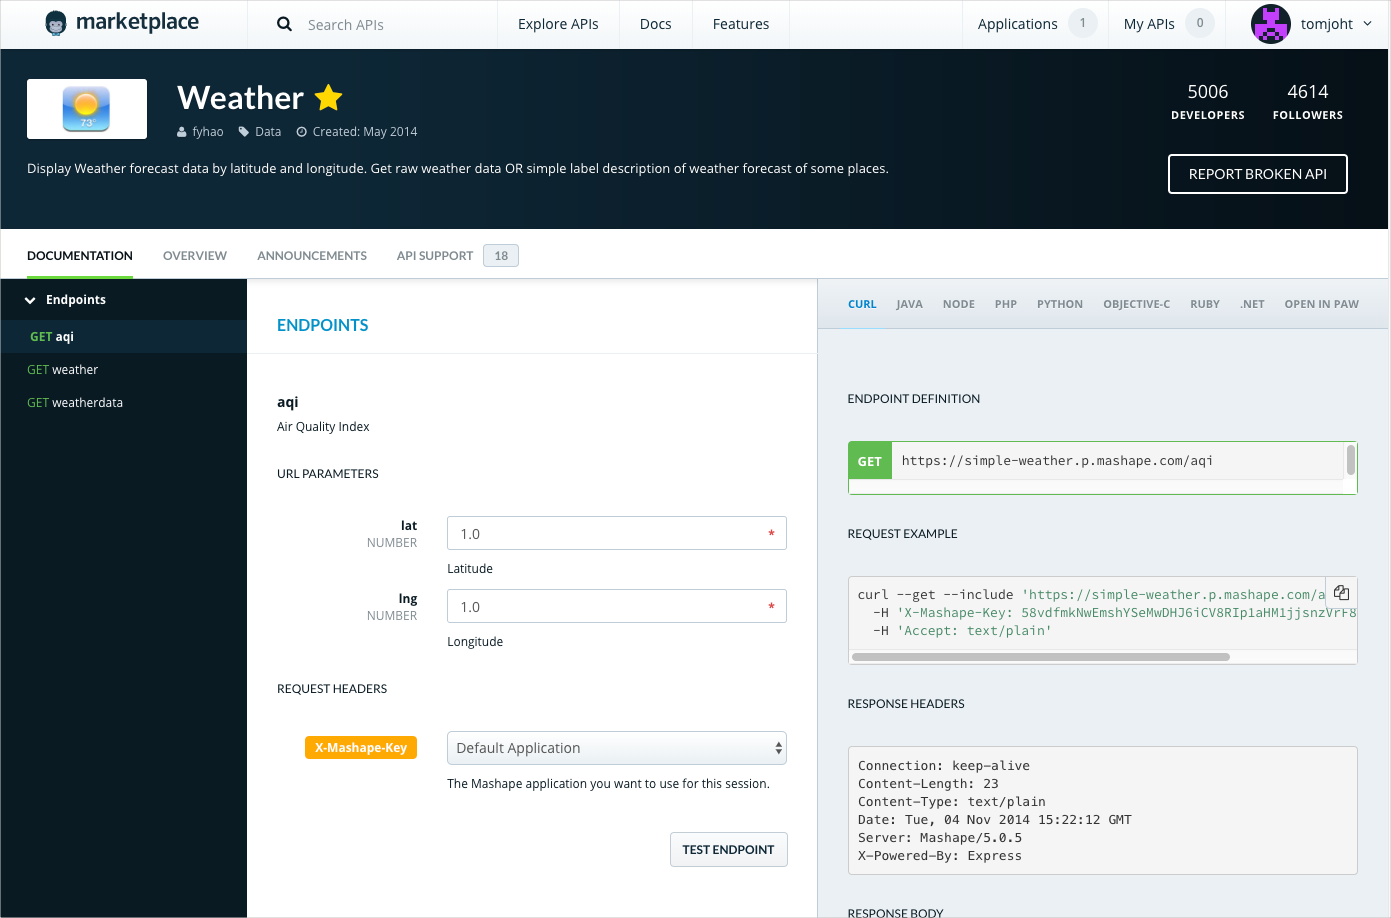 marketplace
Search APIs
Explore APIs
Docs
Features
Applications 1
My APIs 0
tomjoht
73°
Weather
fyhao Data Created: May 2014
Display Weather forecast data by latitude and longitude. Get raw weather data OR simple label description of weather forecast of some places.
5006
DEVELOPERS
4614
FOLLOWERS
REPORT BROKEN API
DOCUMENTATION
OVERVIEW
ANNOUNCEMENTS
API SUPPORT 18
Endpoints
GET aqi
GET weather
GET weatherdata
ENDPOINTS
aqi
Air Quality Index
URL PARAMETERS
lat
NUMBER
1.0 *
Latitude
lng
NUMBER
1.0 *
Longitude
REQUEST HEADERS
X-Mashape-Key
Default Application
The Mashape application you want to use for this session.
TEST ENDPOINT
CURL JAVA NODE PHP PYTHON OBJECTIVE-C RUBY .NET OPEN IN PAW
ENDPOINT DEFINITION
GET https://simple-weather.p.mashape.com/aqi
REQUEST EXAMPLE
curl --get --include 'https://simple-weather.p.mashape.com/a
-H 'X-Mashape-Key: 58vdfmkNwEmshYSeMwDHJ6iCV8RIp1aHM1jjsnzVrF8
-H 'Accept: text/plain'
RESPONSE HEADERS
Connection: keep-alive
Content-Length: 23
Content-Type: text/plain
Date: Tue, 04 Nov 2014 15:22:12 GMT
Server: Mashape/5.0.5
X-Powered-By: Express
RESPONSE BODY